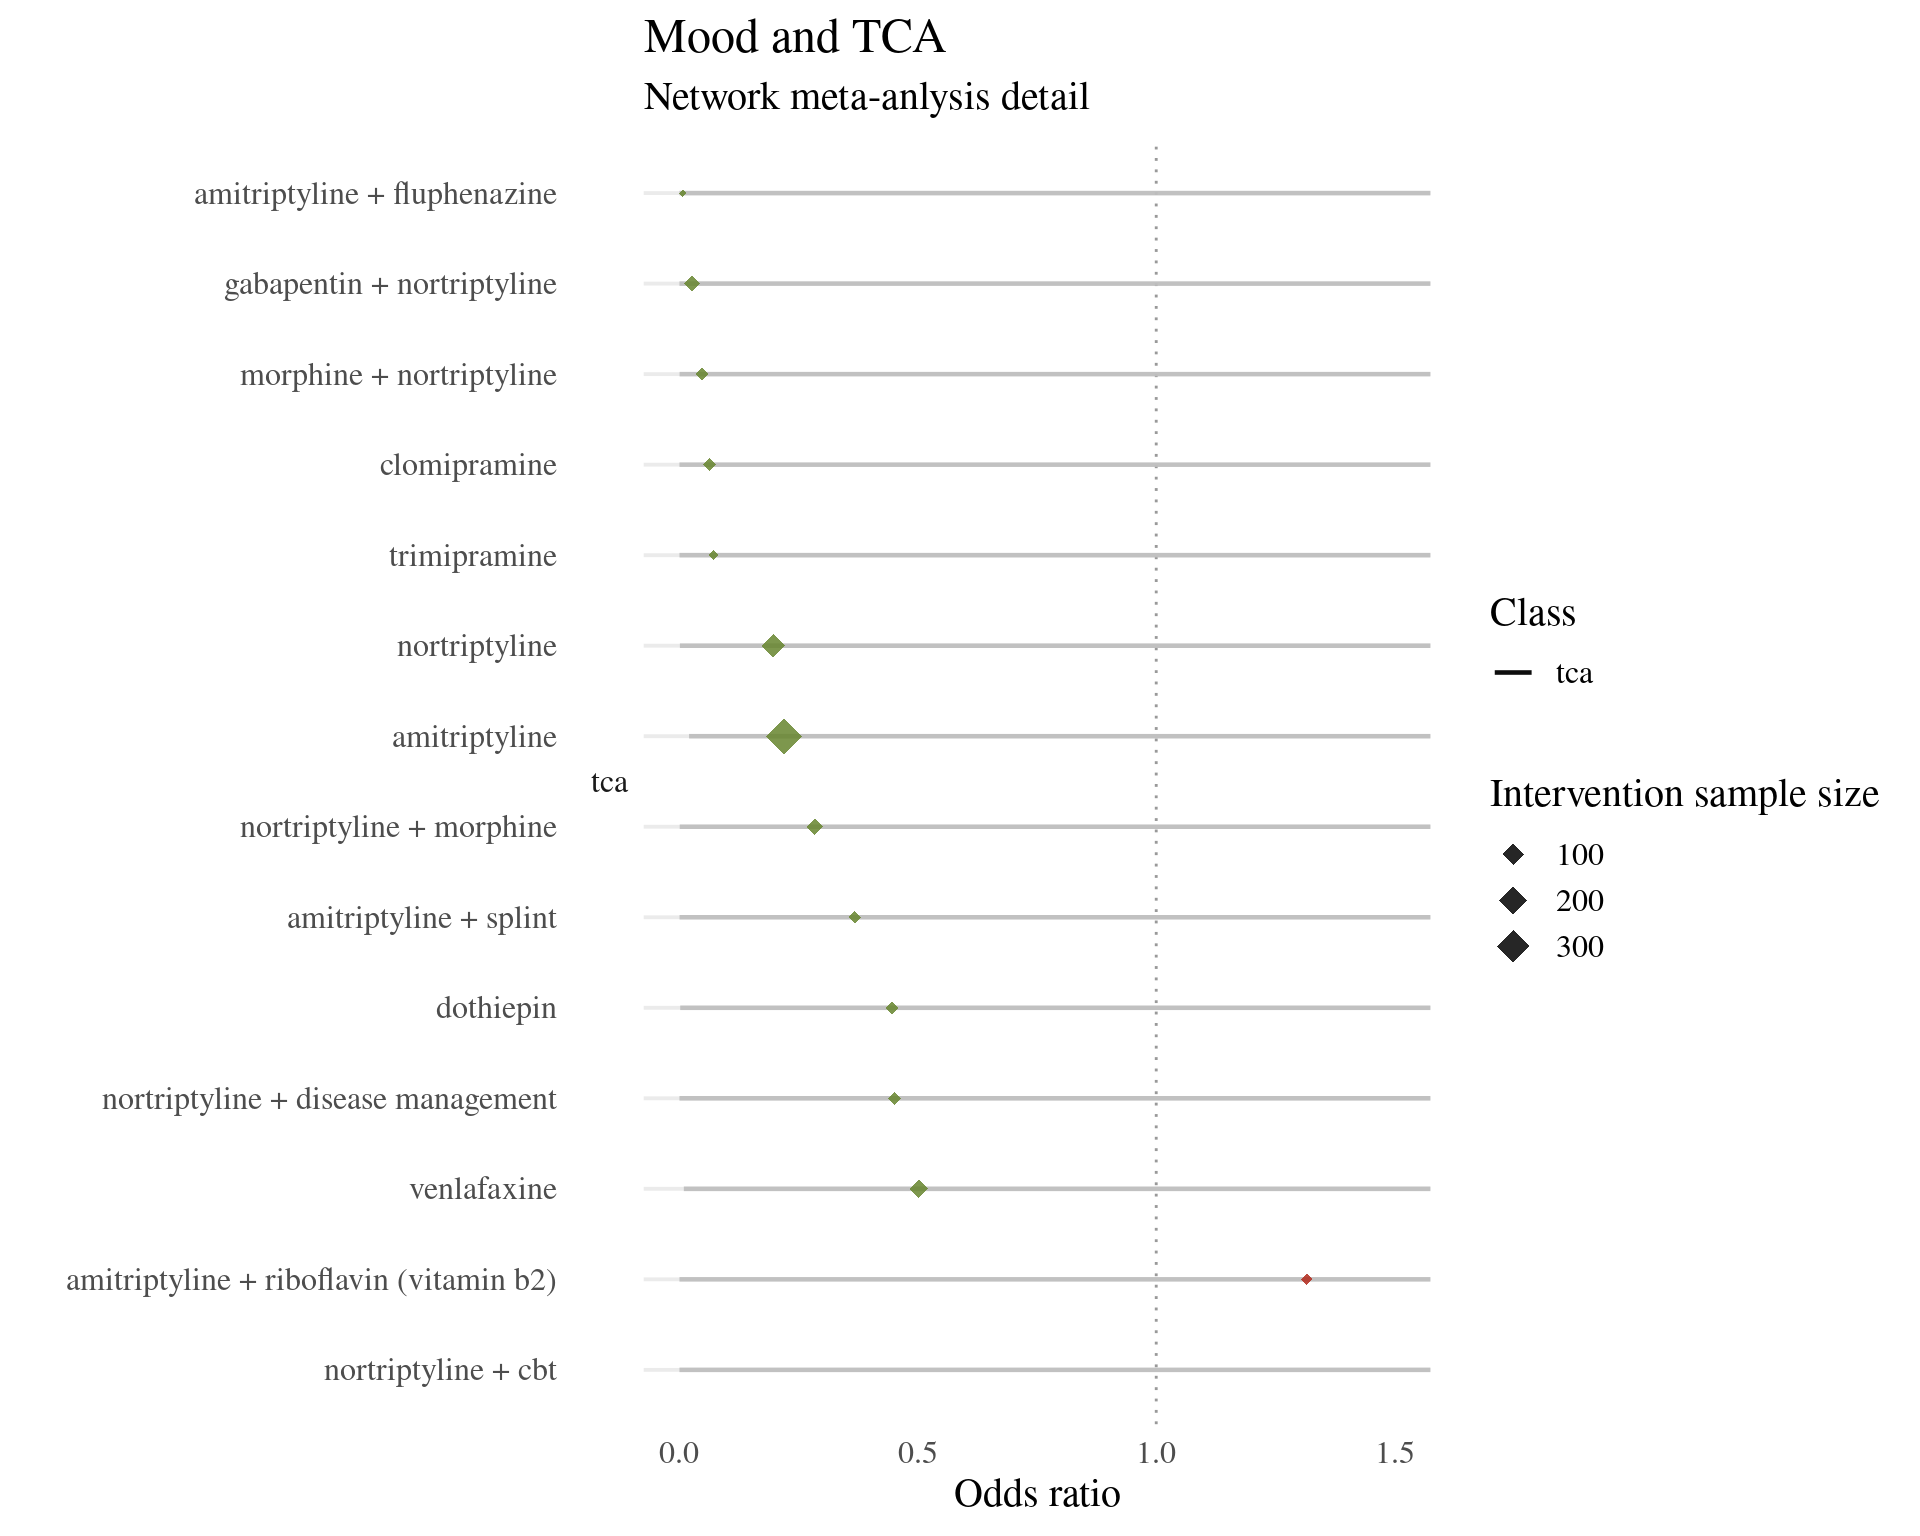 Mood and TCA
Network meta-anlysis detail
amitriptyline + fluphenazine
gabapentin + nortriptyline
morphine + nortriptyline
clomipramine
trimipramine
nortriptyline
amitriptyline
tca
nortriptyline + morphine
amitriptyline + splint
dothiepin
nortriptyline + disease management
venlafaxine
amitriptyline + riboflavin (vitamin b2)
nortriptyline + cbt
0.0 0.5 1.0 1.5
Odds ratio
Class
tca
Intervention sample size
100
200
300